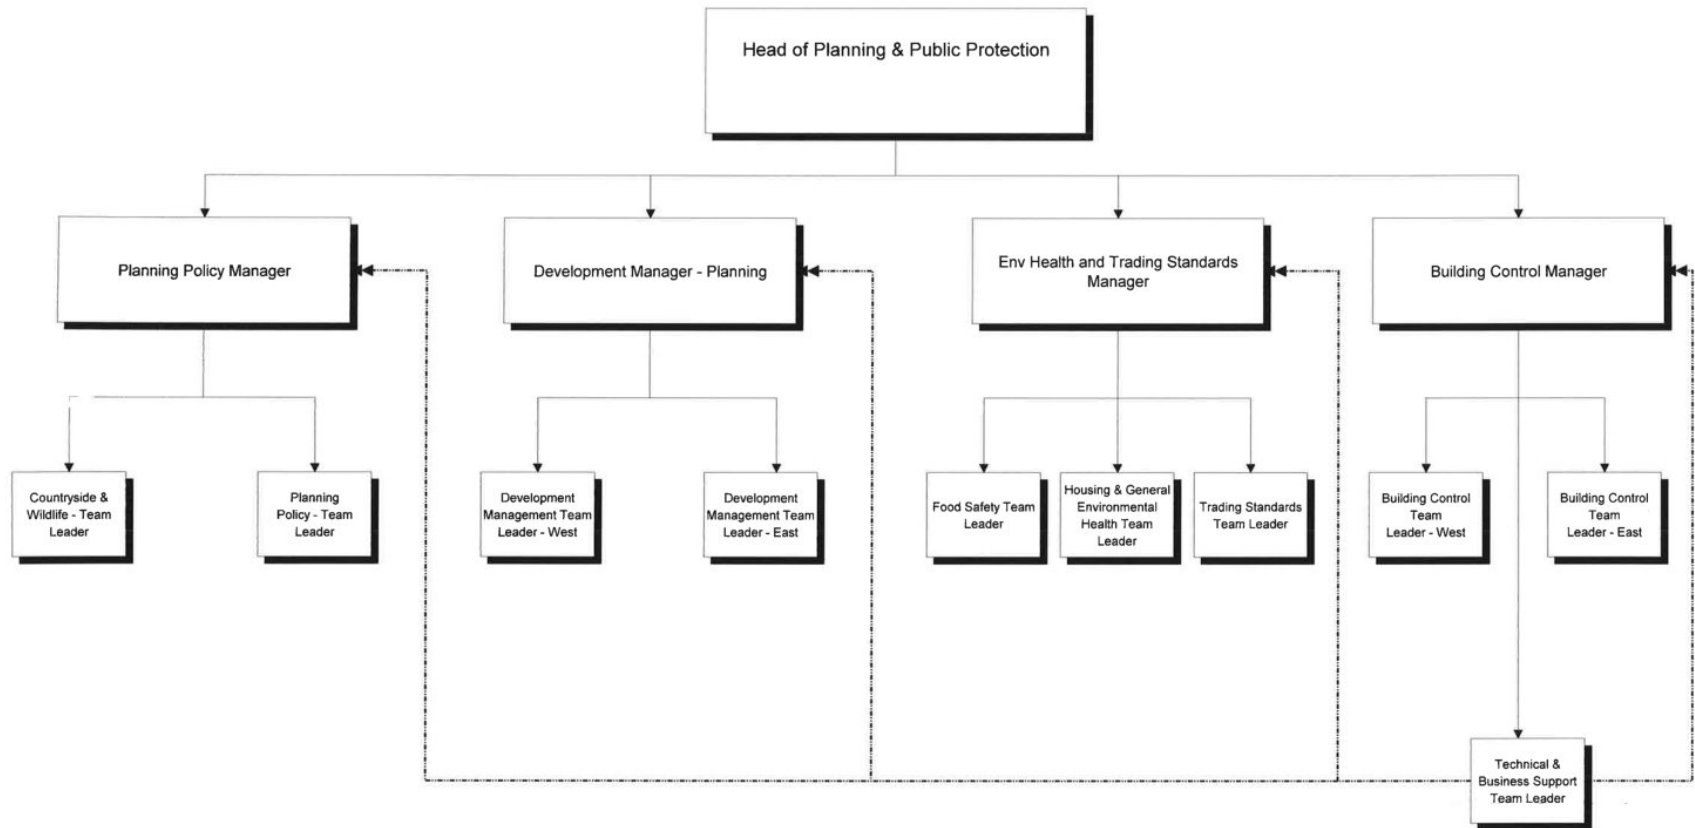 Head of Planning & Public Protection
Planning Policy Manager
Development Manager - Planning
Env Health and Trading Standards
Manager
Building Control Manager
Countryside &
Wildlife - Team
Leader
Planning
Policy - Team
Leader
Development
Management Team
Leader - West
Development
Management Team
Leader - East
Food Safety Team
Leader
Housing & General
Environmental
Health Team
Leader
Trading Standards
Team Leader
Building Control
Team
Leader - West
Building Control
Team
Leader - East
Technical &
Business Support
Team Leader